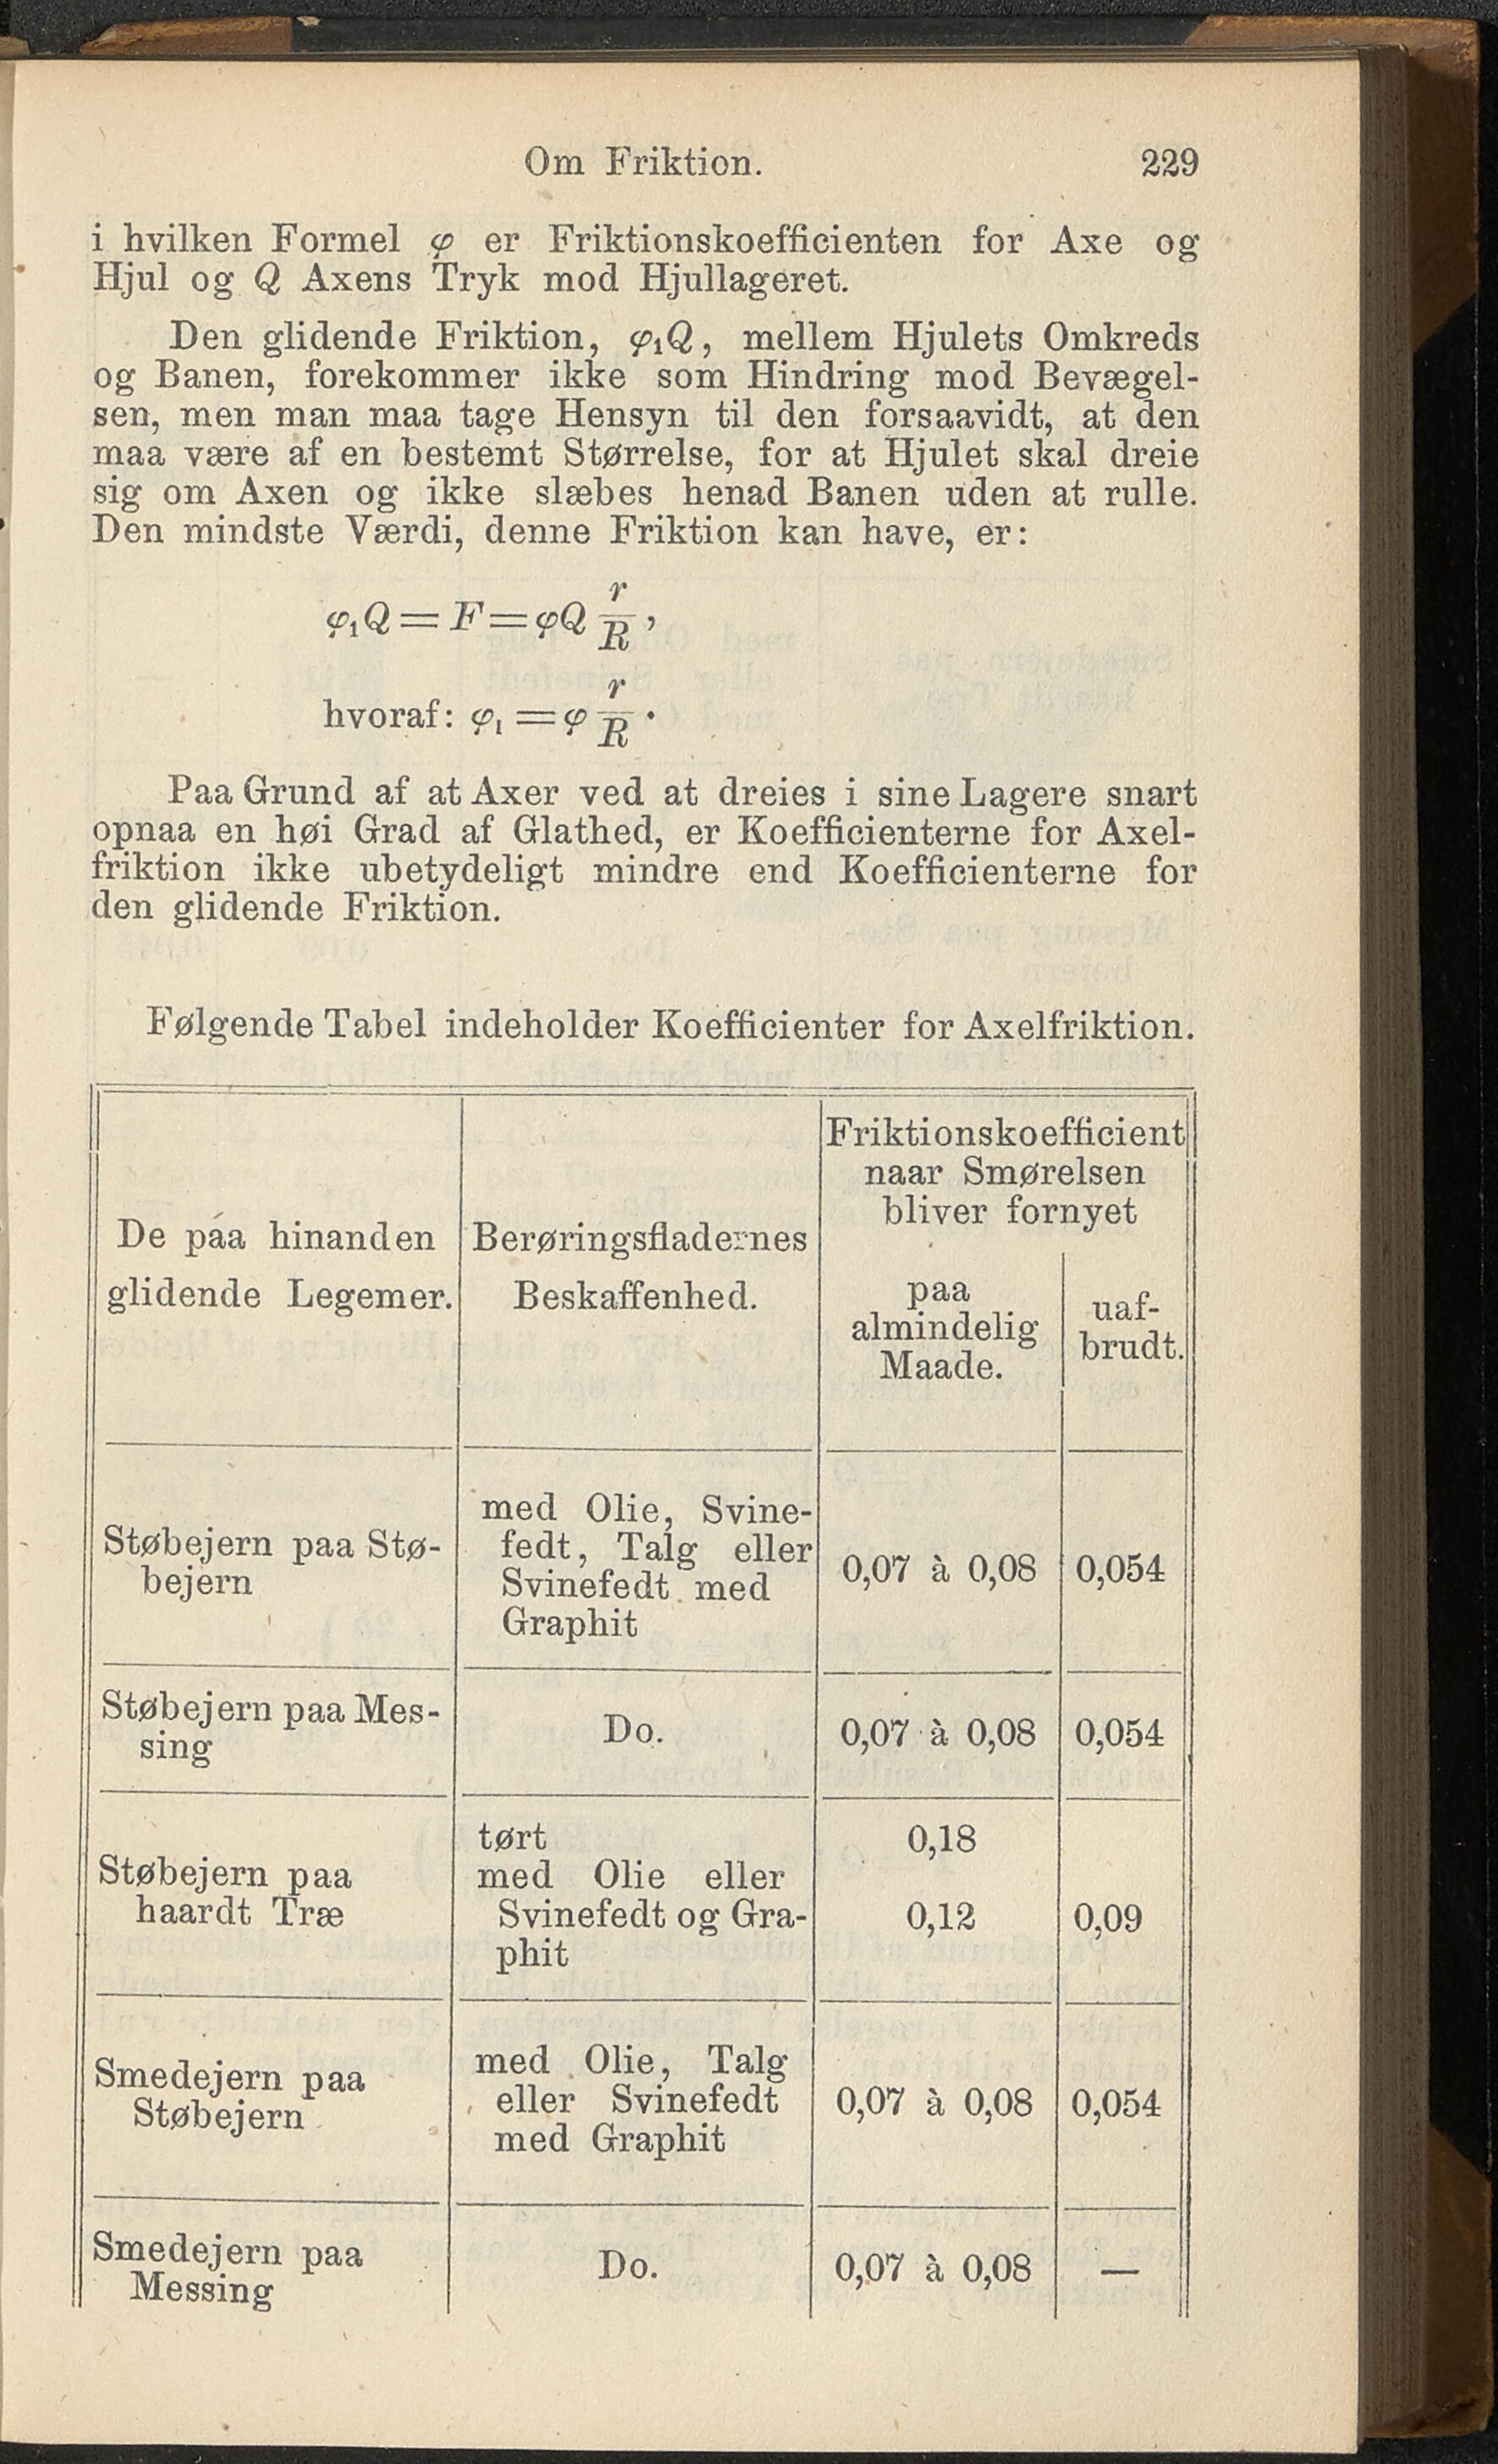 Om Friktion. 229
i hvilken Formel φ er Friktionskoefficienten for Axe og
Hjul og Q Axens Tryk mod Hjullageret.
Den glidende Friktion, φ₁Q, mellem Hjulets Omkreds
og Banen, forekommer ikke som Hindring mod Bevægel-
sen, men man maa tage Hensyn til den forsaavidt, at den
maa være af en bestemt Størrelse, for at Hjulet skal dreie
sig om Axen og ikke slæbes henad Banen uden at rulle.
Den mindste Værdi, denne Friktion kan have, er:
φ₁Q = F = φQ r/R,
hvoraf: φ₁ = φ r/R.
Paa Grund af at Axer ved at dreies i sine Lagere snart
opnaa en høi Grad af Glathed, er Koefficienterne for Axel-
friktion ikke ubetydeligt mindre end Koefficienterne for
den glidende Friktion.
Følgende Tabel indeholder Koefficienter for Axelfriktion.
De paa hinanden
glidende Legemer.
Berøringsfladernes
Beskaffenhed.
Friktionskoefficient
naar Smørelsen
bliver fornyet
paa
almindelig
Maade.
uaf-
brudt.
Støbejern paa Stø-
bejern
med Olie, Svine-
fedt, Talg eller
Svinefedt med
Graphit
0,07 à 0,08 0,054
Støbejern paa Mes-
sing
Do. 0,07 à 0,08 0,054
Støbejern paa
haardt Træ
tørt 0,18
med Olie eller
Svinefedt og Gra- 0,12 0,09
phit
Smedejern paa
Støbejern
med Olie, Talg
eller Svinefedt
med Graphit
0,07 à 0,08 0,054
Smedejern paa
Messing
Do. 0,07 à 0,08 —